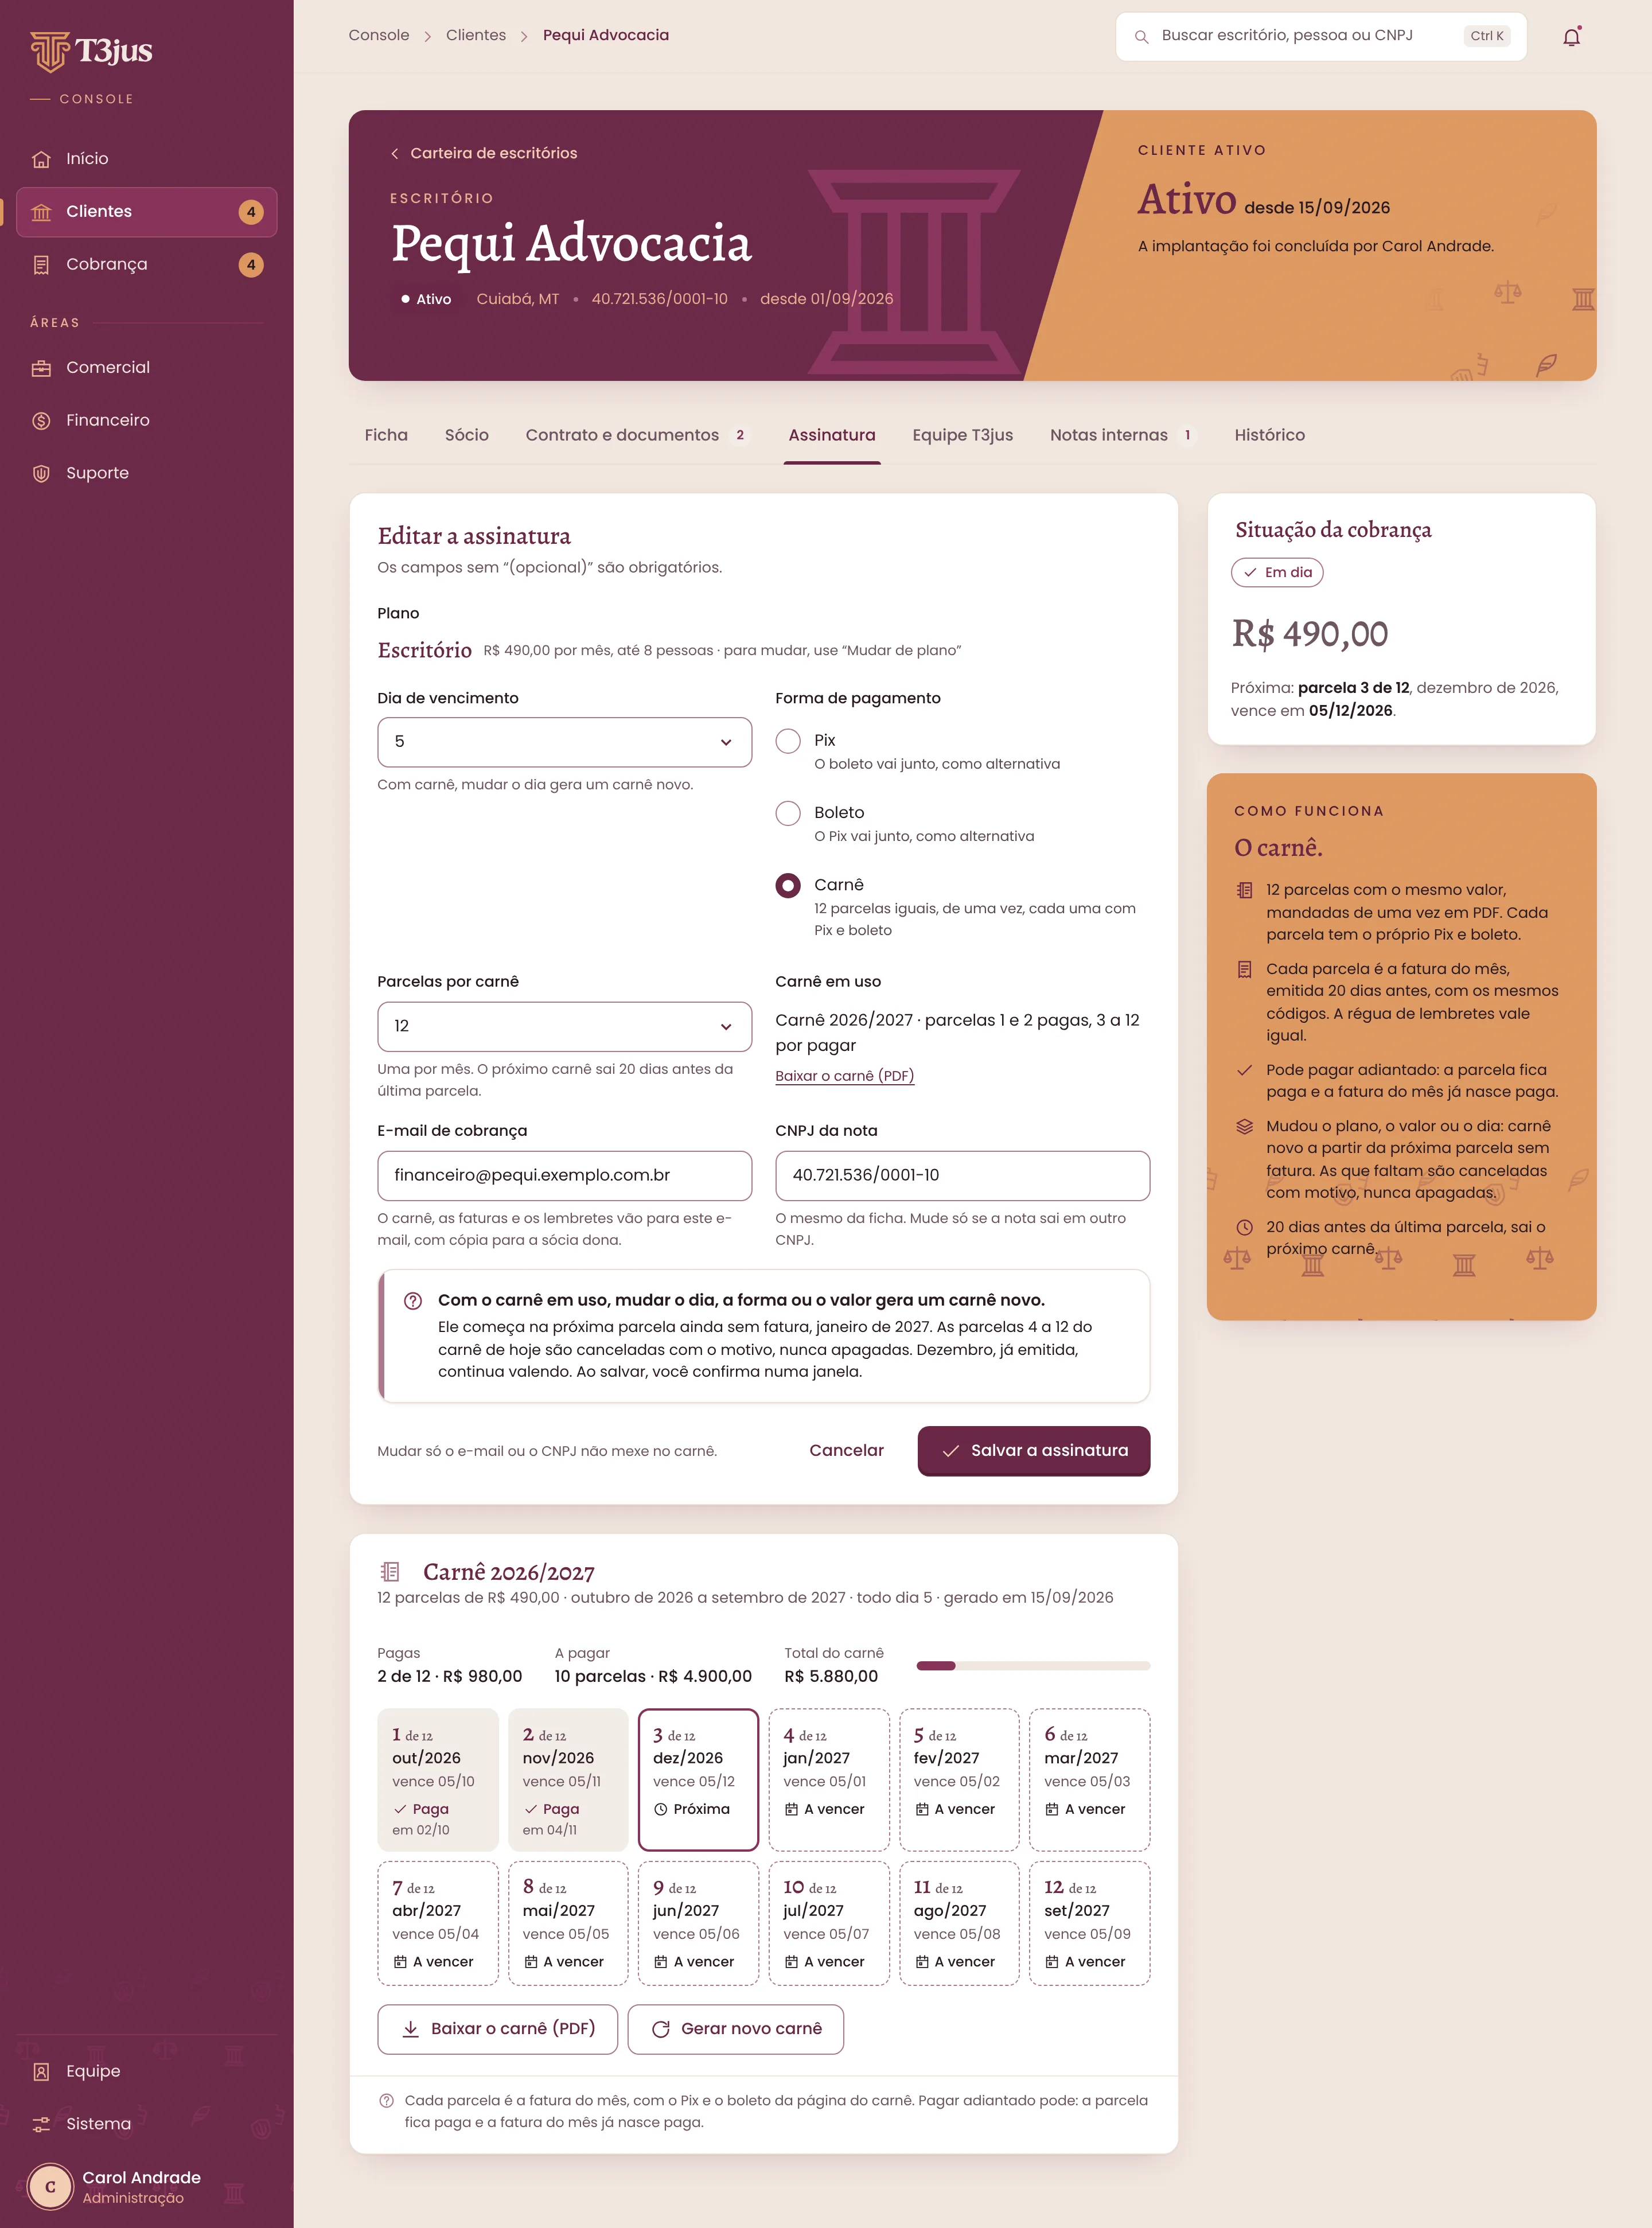 T3jus
CONSOLE
Início
Clientes 4
Cobrança 4
ÁREAS
Comercial
Financeiro
Suporte
Equipe
Sistema
C
Carol Andrade
Administração
Console > Clientes > Pequi Advocacia
Buscar escritório, pessoa ou CNPJ Ctrl K
Carteira de escritórios
ESCRITÓRIO
Pequi Advocacia
Ativo Cuiabá, MT • 40.721.536/0001-10 • desde 01/09/2026
CLIENTE ATIVO
Ativo desde 15/09/2026
A implantação foi concluída por Carol Andrade.
Ficha Sócio Contrato e documentos 2 Assinatura Equipe T3jus Notas internas 1 Histórico
Editar a assinatura
Os campos sem “(opcional)” são obrigatórios.
Plano
Escritório R$ 490,00 por mês, até 8 pessoas · para mudar, use “Mudar de plano”
Dia de vencimento
5
Com carnê, mudar o dia gera um carnê novo.
Forma de pagamento
Pix
O boleto vai junto, como alternativa
Boleto
O Pix vai junto, como alternativa
Carnê
12 parcelas iguais, de uma vez, cada uma com
Pix e boleto
Parcelas por carnê
12
Uma por mês. O próximo carnê sai 20 dias antes da
última parcela.
Carnê em uso
Carnê 2026/2027 · parcelas 1 e 2 pagas, 3 a 12
por pagar
Baixar o carnê (PDF)
E-mail de cobrança
financeiro@pequi.exemplo.com.br
O carnê, as faturas e os lembretes vão para este e-
mail, com cópia para a sócia dona.
CNPJ da nota
40.721.536/0001-10
O mesmo da ficha. Mude só se a nota sai em outro
CNPJ.
Com o carnê em uso, mudar o dia, a forma ou o valor gera um carnê novo.
Ele começa na próxima parcela ainda sem fatura, janeiro de 2027. As parcelas 4 a 12 do
carnê de hoje são canceladas com o motivo, nunca apagadas. Dezembro, já emitida,
continua valendo. Ao salvar, você confirma numa janela.
Mudar só o e-mail ou o CNPJ não mexe no carnê.
Cancelar
Salvar a assinatura
Situação da cobrança
Em dia
R$ 490,00
Próxima: parcela 3 de 12, dezembro de 2026,
vence em 05/12/2026.
COMO FUNCIONA
O carnê.
12 parcelas com o mesmo valor,
mandadas de uma vez em PDF. Cada
parcela tem o próprio Pix e boleto.
Cada parcela é a fatura do mês,
emitida 20 dias antes, com os mesmos
códigos. A régua de lembretes vale
igual.
Pode pagar adiantado: a parcela fica
paga e a fatura do mês já nasce paga.
Mudou o plano, o valor ou o dia: carnê
novo a partir da próxima parcela sem
fatura. As que faltam são canceladas
com motivo, nunca apagadas.
20 dias antes da última parcela, sai o
próximo carnê.
Carnê 2026/2027
12 parcelas de R$ 490,00 · outubro de 2026 a setembro de 2027 · todo dia 5 · gerado em 15/09/2026
Pagas
2 de 12 · R$ 980,00
A pagar
10 parcelas · R$ 4.900,00
Total do carnê
R$ 5.880,00
1 de 12
out/2026
vence 05/10
Paga
em 02/10
2 de 12
nov/2026
vence 05/11
Paga
em 04/11
3 de 12
dez/2026
vence 05/12
Próxima
4 de 12
jan/2027
vence 05/01
A vencer
5 de 12
fev/2027
vence 05/02
A vencer
6 de 12
mar/2027
vence 05/03
A vencer
7 de 12
abr/2027
vence 05/04
A vencer
8 de 12
mai/2027
vence 05/05
A vencer
9 de 12
jun/2027
vence 05/06
A vencer
10 de 12
jul/2027
vence 05/07
A vencer
11 de 12
ago/2027
vence 05/08
A vencer
12 de 12
set/2027
vence 05/09
A vencer
Baixar o carnê (PDF)
Gerar novo carnê
Cada parcela é a fatura do mês, com o Pix e o boleto da página do carnê. Pagar adiantado pode: a parcela
fica paga e a fatura do mês já nasce paga.